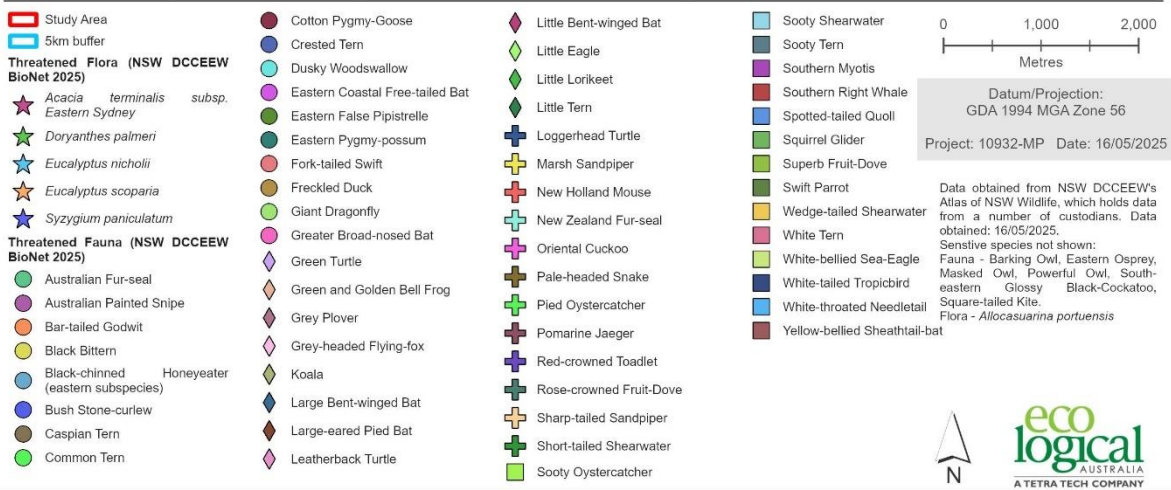 Study Area
5km buffer
Threatened Flora (NSW DCCEEW
BioNet 2025)
Acacia terminalis subsp.
Eastern Sydney
Doryanthes palmeri
Eucalyptus nicholii
Eucalyptus scoparia
Syzygium paniculatum
Threatened Fauna (NSW DCCEEW
BioNet 2025)
Australian Fur-seal
Australian Painted Snipe
Bar-tailed Godwit
Black Bittern
Black-chinned Honeyeater
(eastern subspecies)
Bush Stone-curlew
Caspian Tern
Common Tern
Cotton Pygmy-Goose
Crested Tern
Dusky Woodswallow
Eastern Coastal Free-tailed Bat
Eastern False Pipistrelle
Eastern Pygmy-possum
Fork-tailed Swift
Freckled Duck
Giant Dragonfly
Greater Broad-nosed Bat
Green Turtle
Green and Golden Bell Frog
Grey Plover
Grey-headed Flying-fox
Koala
Large Bent-winged Bat
Large-eared Pied Bat
Leatherback Turtle
Little Bent-winged Bat
Little Eagle
Little Lorikeet
Little Tern
Loggerhead Turtle
Marsh Sandpiper
New Holland Mouse
New Zealand Fur-seal
Oriental Cuckoo
Pale-headed Snake
Pied Oystercatcher
Pomarine Jaeger
Red-crowned Toadlet
Rose-crowned Fruit-Dove
Sharp-tailed Sandpiper
Short-tailed Shearwater
Sooty Oystercatcher
Sooty Shearwater
Sooty Tern
Southern Myotis
Southern Right Whale
Spotted-tailed Quoll
Squirrel Glider
Superb Fruit-Dove
Swift Parrot
Wedge-tailed Shearwater
White Tern
White-bellied Sea-Eagle
White-tailed Tropicbird
White-throated Needletail
Yellow-bellied Sheathtail-bat
0 1,000 2,000
Metres
Datum/Projection:
GDA 1994 MGA Zone 56
Project: 10932-MP Date: 16/05/2025
Data obtained from NSW DCCEEW's
Atlas of NSW Wildlife, which holds data
from a number of custodians. Data
obtained: 16/05/2025.
Senstive species not shown:
Fauna - Barking Owl, Eastern Osprey,
Masked Owl, Powerful Owl, South-
eastern Glossy Black-Cockatoo,
Square-tailed Kite.
Flora - Allocasuarina portuensis
N
eco
logical
AUSTRALIA
A TETRA TECH COMPANY